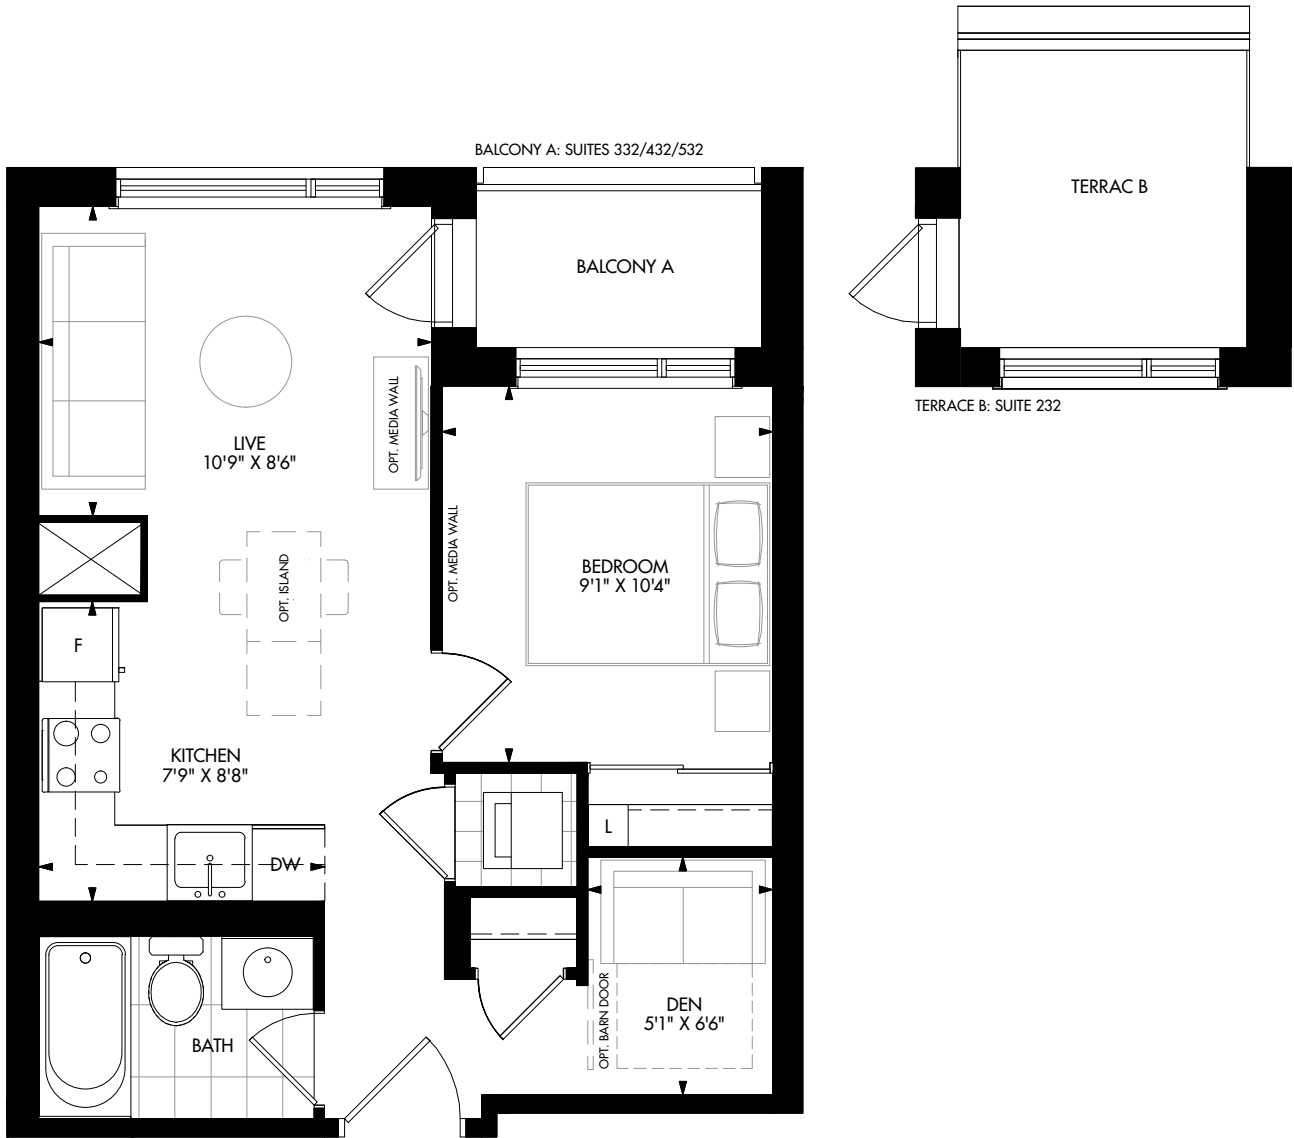 BALCONY A: SUITES 332/432/532
BALCONY A
TERRAC B
TERRACE B: SUITE 232
LIVE
10'9" X 8'6"
OPT. MEDIA WALL
OPT. MEDIA WALL
BEDROOM
9'1" X 10'4"
OPT. ISLAND
F
KITCHEN
7'9" X 8'8"
DW
L
DEN
5'1" X 6'6"
OPT. BARN DOOR
BATH